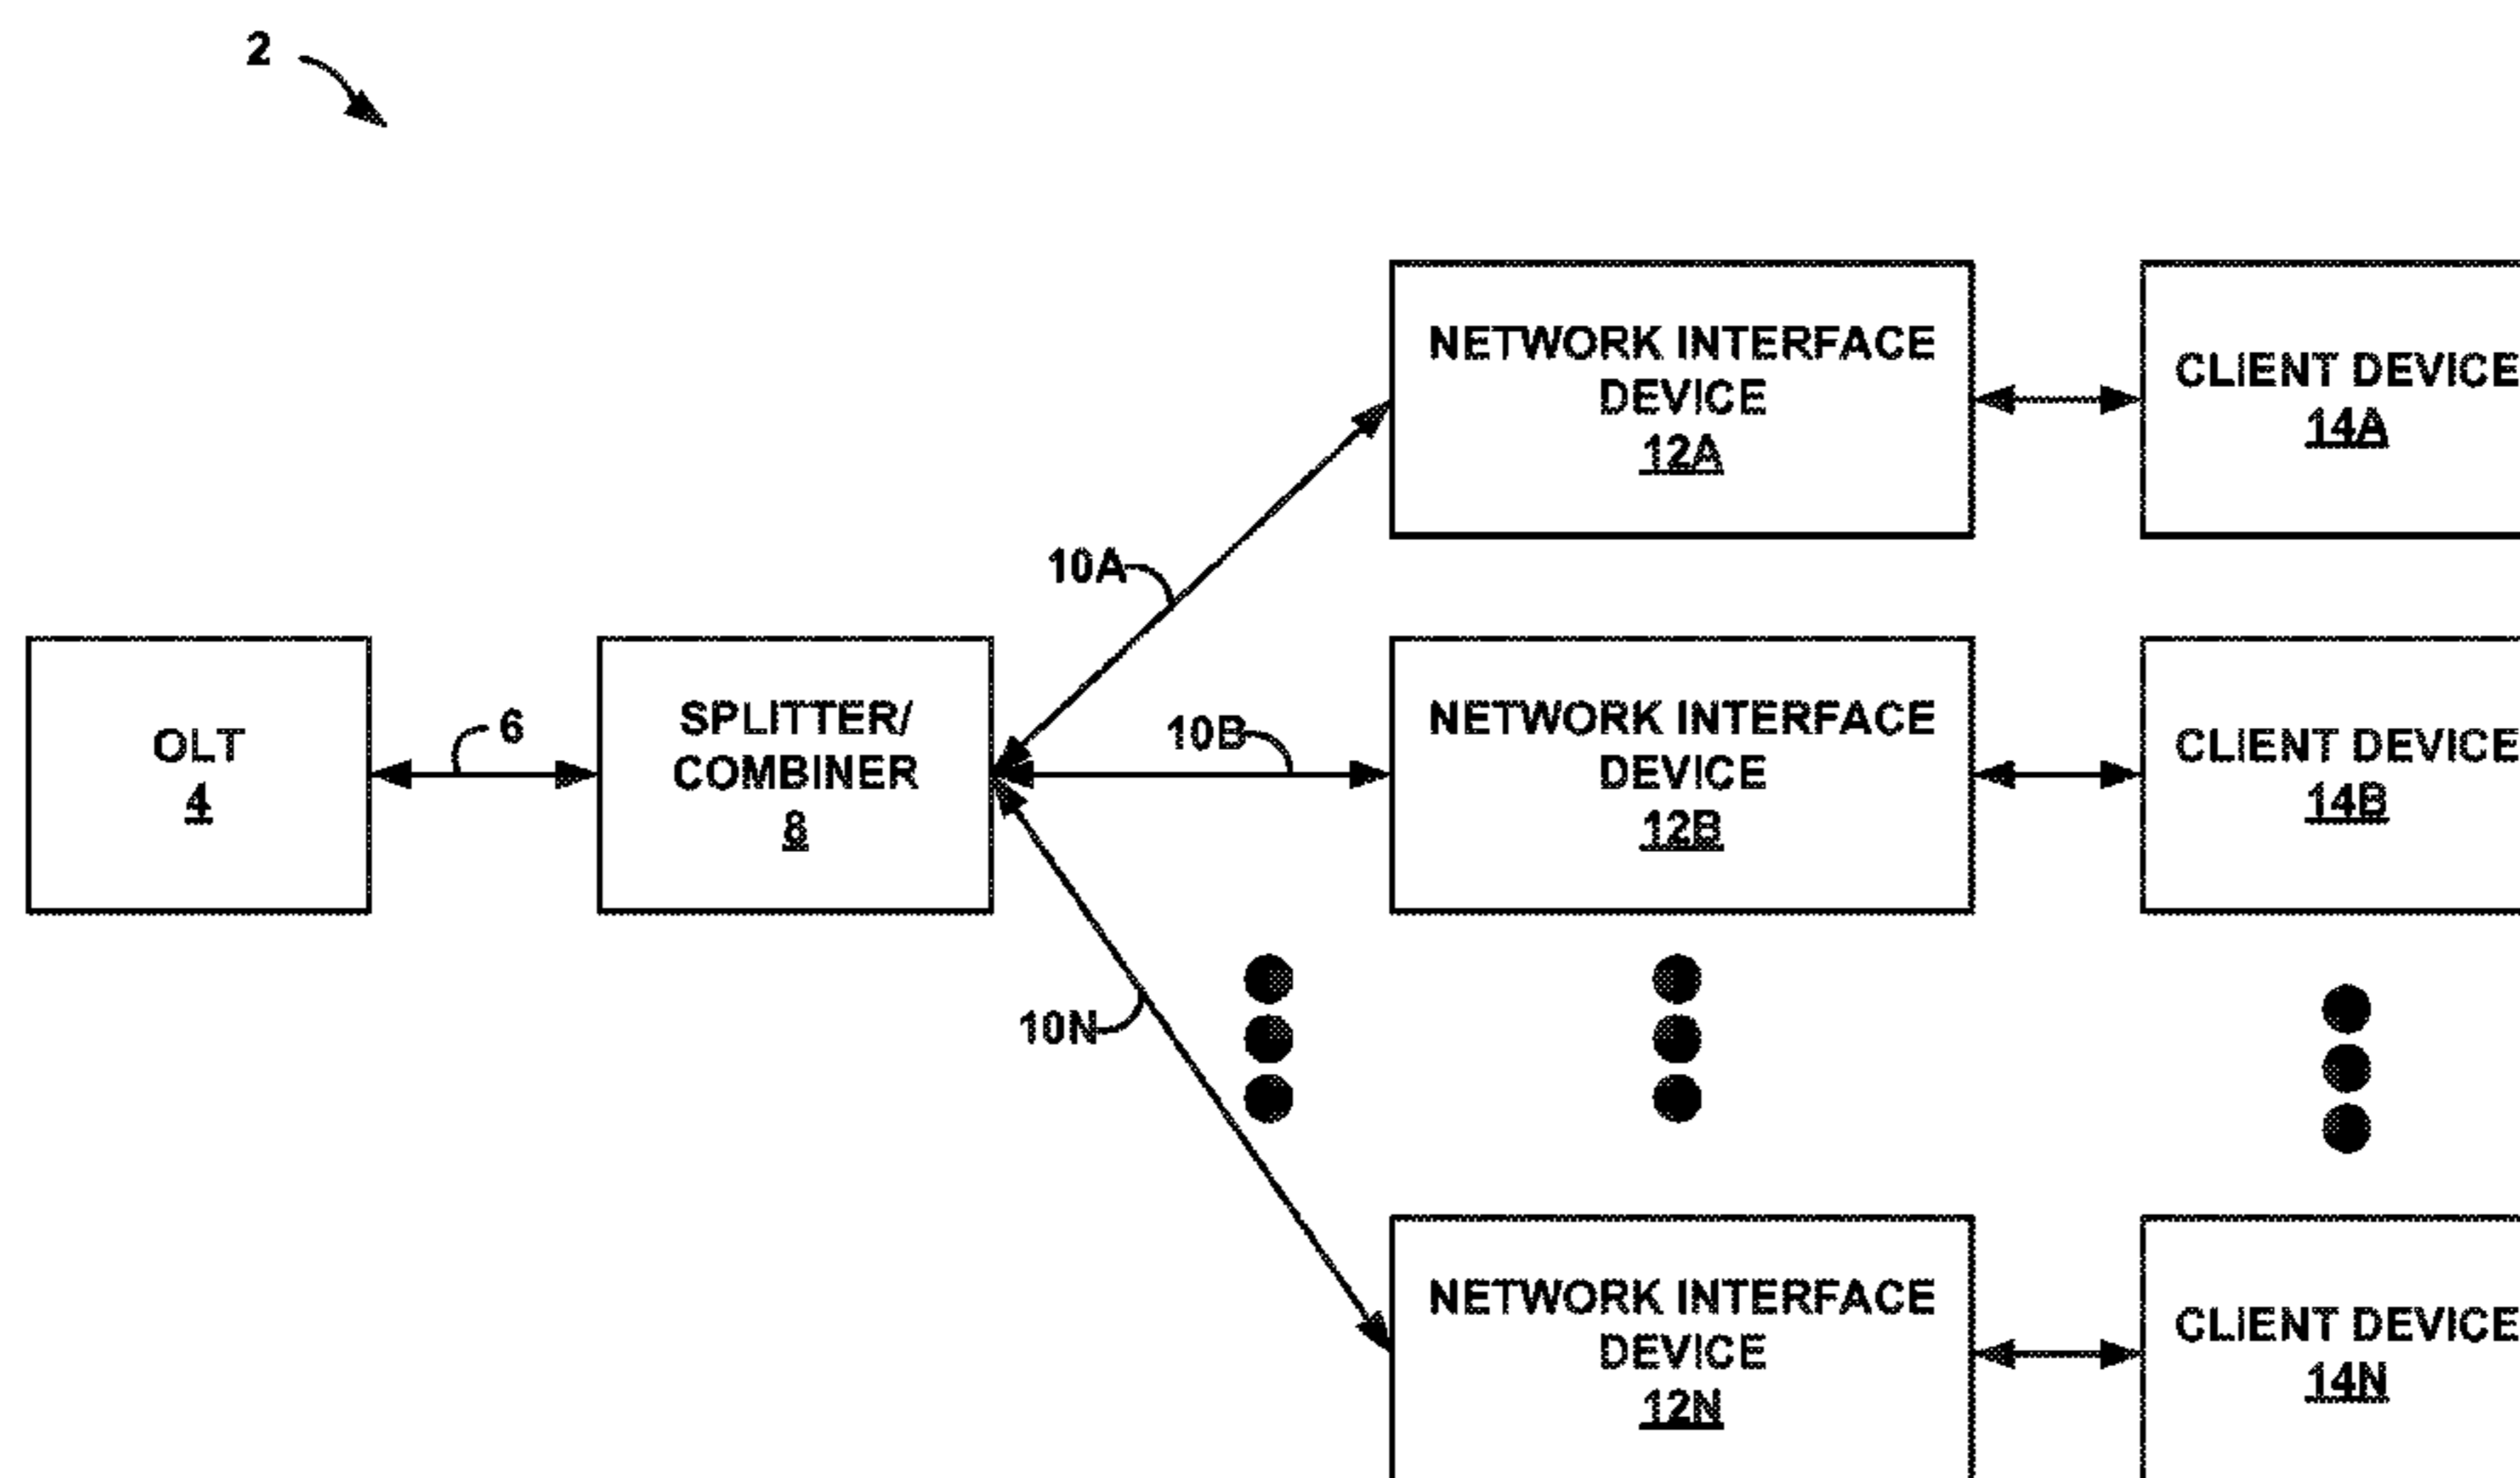 2
NETWORK INTERFACE
DEVICE
12A
CLIENT DEVICE
14A
10A
OLT
4
6
SPLITTER/
COMBINER
8
10B
NETWORK INTERFACE
DEVICE
12B
CLIENT DEVICE
14B
10N
NETWORK INTERFACE
DEVICE
12N
CLIENT DEVICE
14N